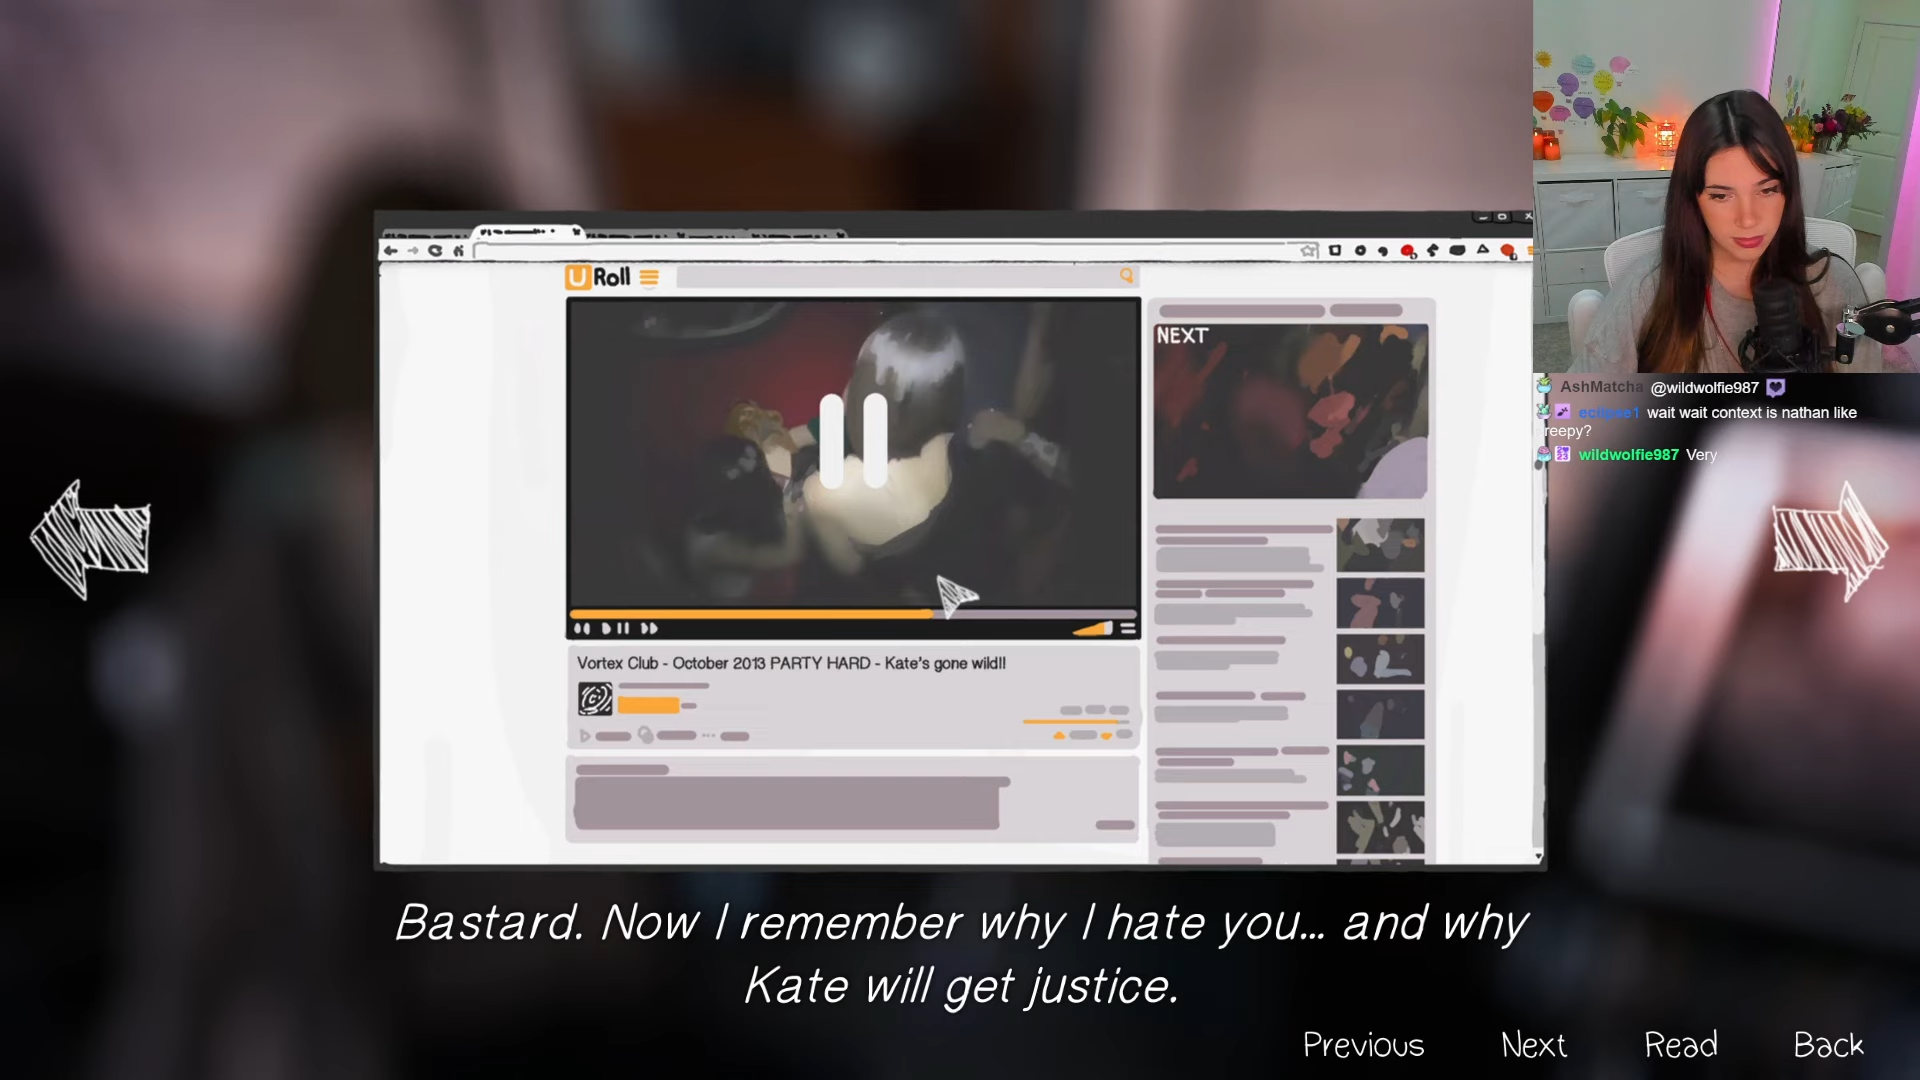 U Roll
NEXT
Vortex Club - October 2013 PARTY HARD - Kate's gone wild!!
AshMatcha @wildwolfie987
wait wait context is nathan like
reepy?
wildwolfie987 Very
Bastard. Now I remember why I hate you... and why
Kate will get justice.
Previous Next Read Back